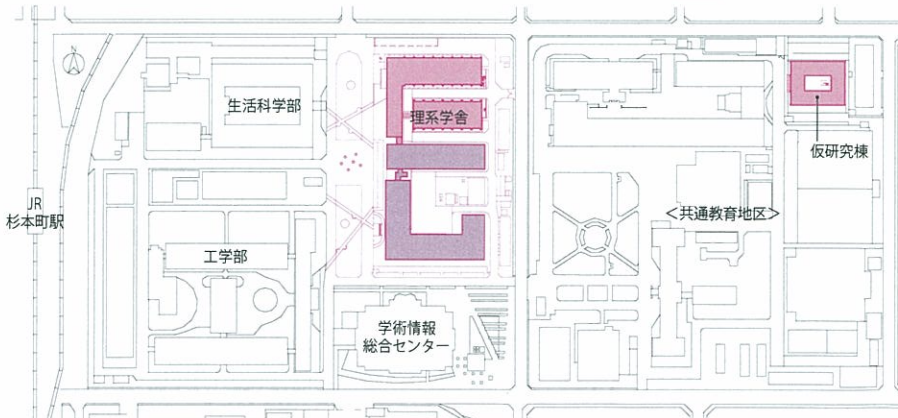 N
生活科学部
理系学舎
仮研究棟
JR
杉本町駅
<共通教育地区>
工学部
学術情報
総合センター